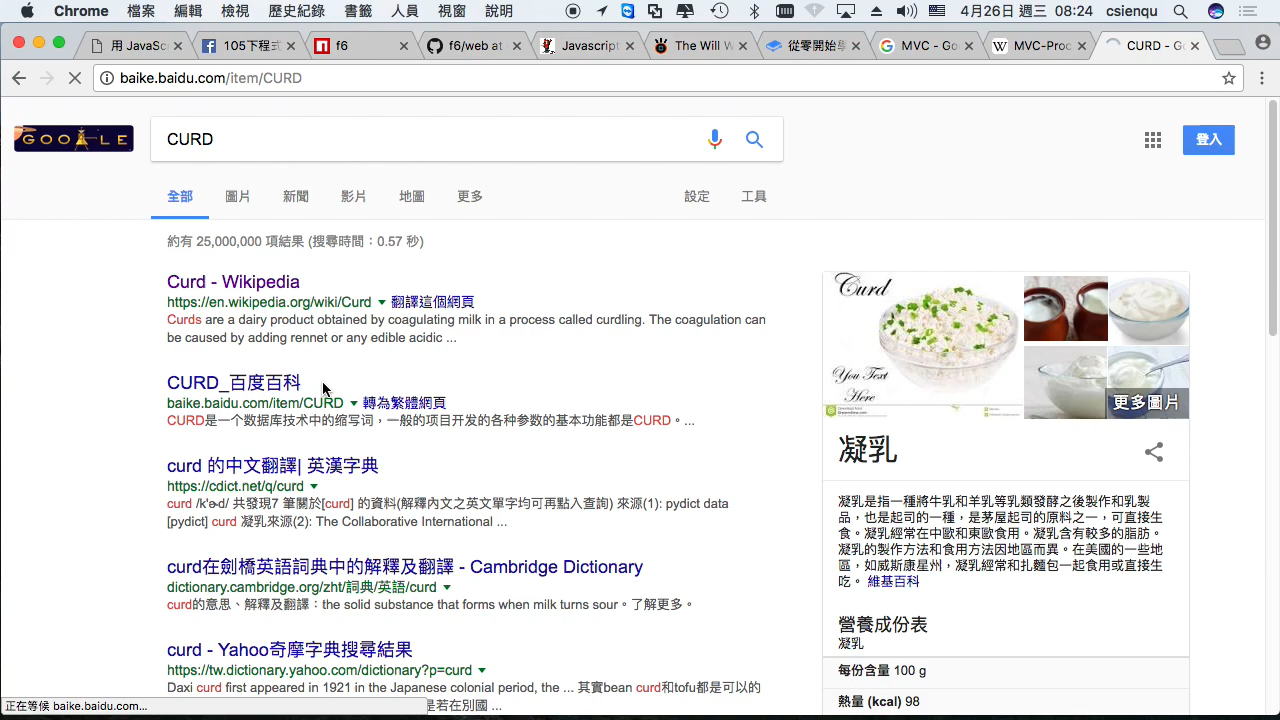 Chrome 檔案 編輯 檢視 歷史紀錄 書籤 人員 視窗 說明 4月26日 週三 08:24 csienqu
用 JavaSc
105下程式
f6
f6/web at
Javascript
The Will W
從零開始學
MVC - Go
MVC-Proc
CURD - Go
baike.baidu.com/item/CURD
GOOGLE
CURD
登入
全部 圖片 新聞 影片 地圖 更多 設定 工具
約有 25,000,000 項結果 (搜尋時間：0.57 秒)
Curd - Wikipedia
https://en.wikipedia.org/wiki/Curd 翻譯這個網頁
Curds are a dairy product obtained by coagulating milk in a process called curdling. The coagulation can
be caused by adding rennet or any edible acidic ...
CURD_百度百科
baike.baidu.com/item/CURD 轉為繁體網頁
CURD是一个数据库技术中的缩写词，一般的项目开发的各种参数的基本功能都是CURD。...
curd 的中文翻譯| 英漢字典
https://cdict.net/q/curd
curd /k'ɝd/ 共發現7 筆關於[curd] 的資料(解釋內文之英文單字均可再點入查詢) 來源(1): pydict data
[pydict] curd 凝乳來源(2): The Collaborative International ...
curd在劍橋英語詞典中的解釋及翻譯 - Cambridge Dictionary
dictionary.cambridge.org/zht/詞典/英語/curd
curd的意思、解釋及翻譯：the solid substance that forms when milk turns sour。了解更多。
curd - Yahoo奇摩字典搜尋結果
https://tw.dictionary.yahoo.com/dictionary?p=curd
Daxi curd first appeared in 1921 in the Japanese colonial period, the ... 其實bean curd和tofu都是可以的
是若在別國 ...
正在等候 baike.baidu.com...
Curd
You Text
Here
更多圖片
凝乳
凝乳是指一種將牛乳和羊乳等乳類發酵之後製作和乳製
品，也是起司的一種，是茅屋起司的原料之一，可直接生
食。凝乳經常在中歐和東歐食用。凝乳含有較多的脂肪。
凝乳的製作方法和食用方法因地區而異。在美國的一些地
區，如威斯康星州，凝乳經常和扎麵包一起食用或直接生
吃。 維基百科
營養成份表
凝乳
每份含量 100 g
熱量 (kcal) 98